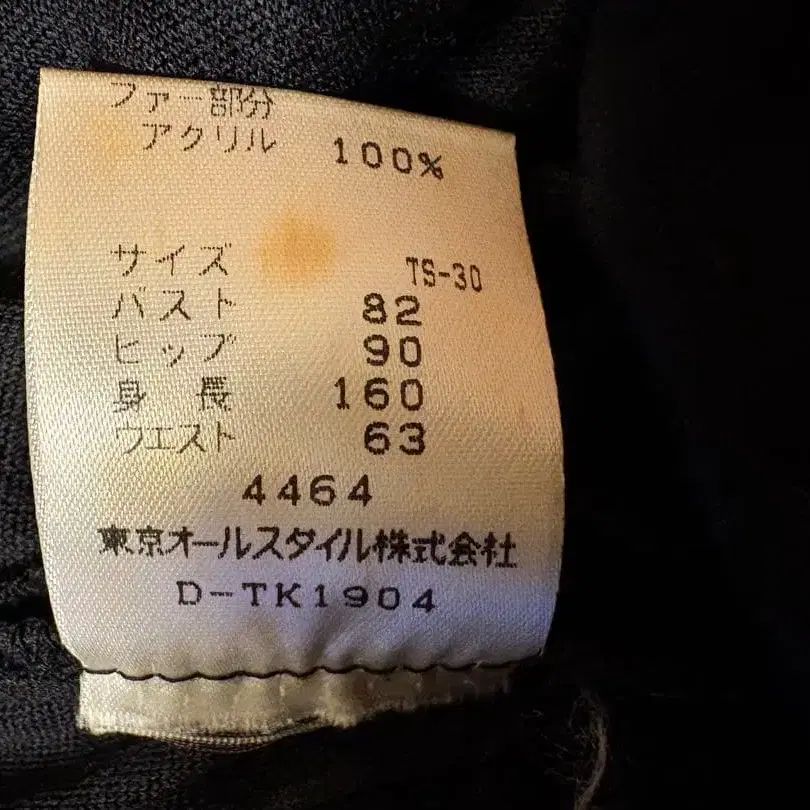 ファー部分
アクリル 100%
サイズ TS-30
バスト 82
ヒップ 90
身長 160
ウエスト 63
4464
東京オールスタイル株式会社
D-TK1904